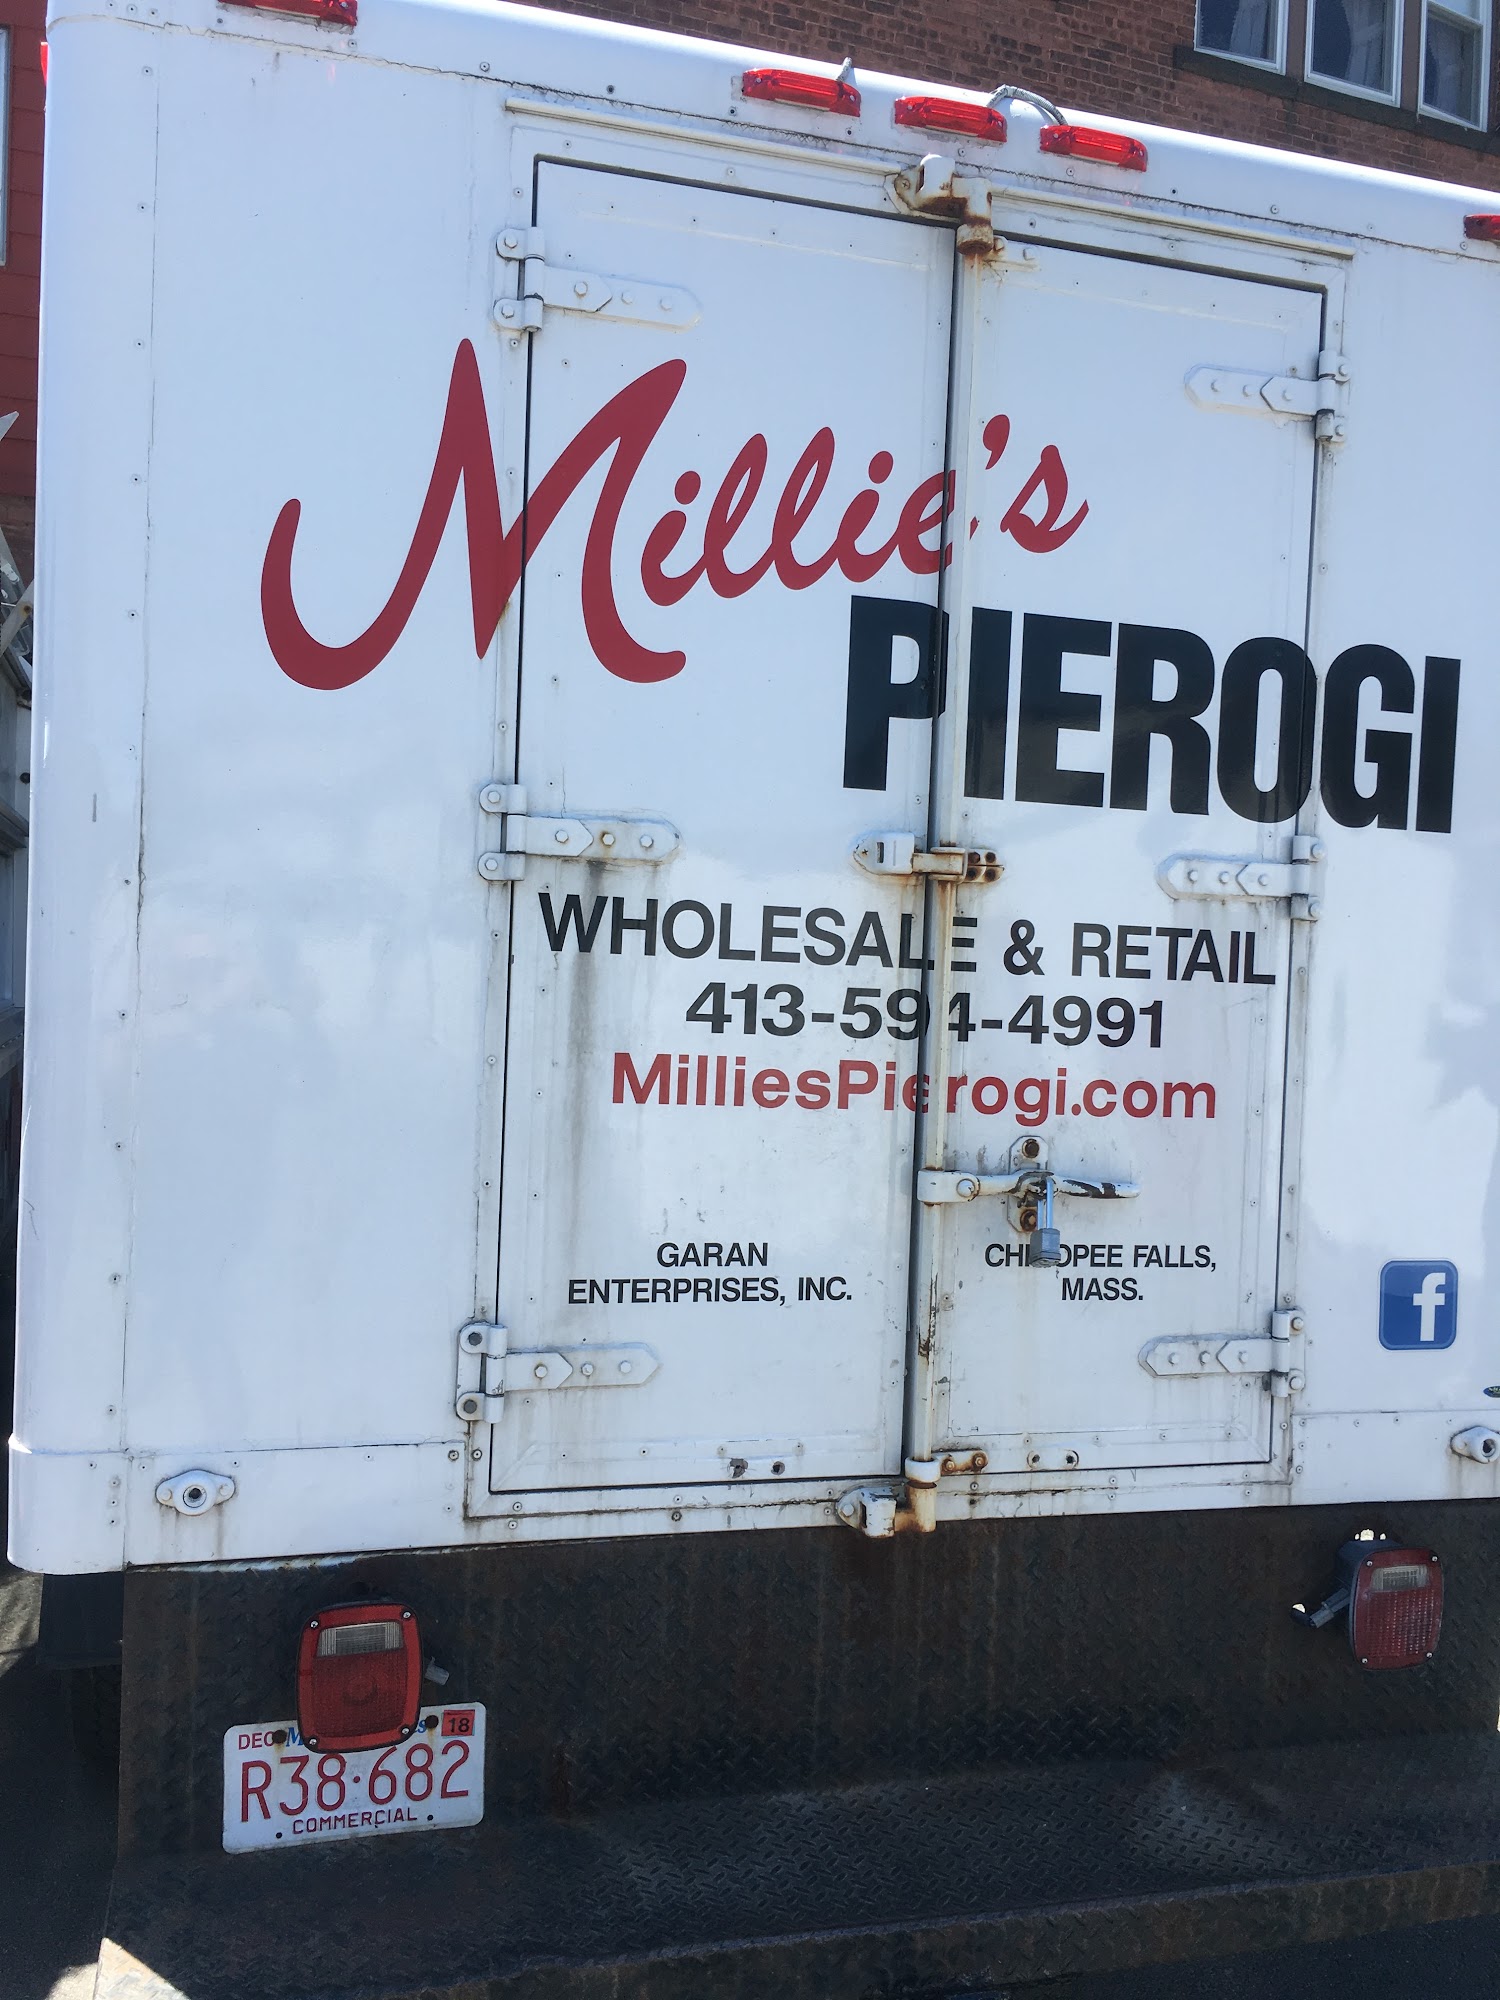 Millie's
PIEROGI
WHOLESALE & RETAIL
413-594-4991
MilliesPierogi.com
GARAN
ENTERPRISES, INC.
CHICOPEE FALLS,
MASS.
f
DEC 18
R38·682
COMMERCIAL